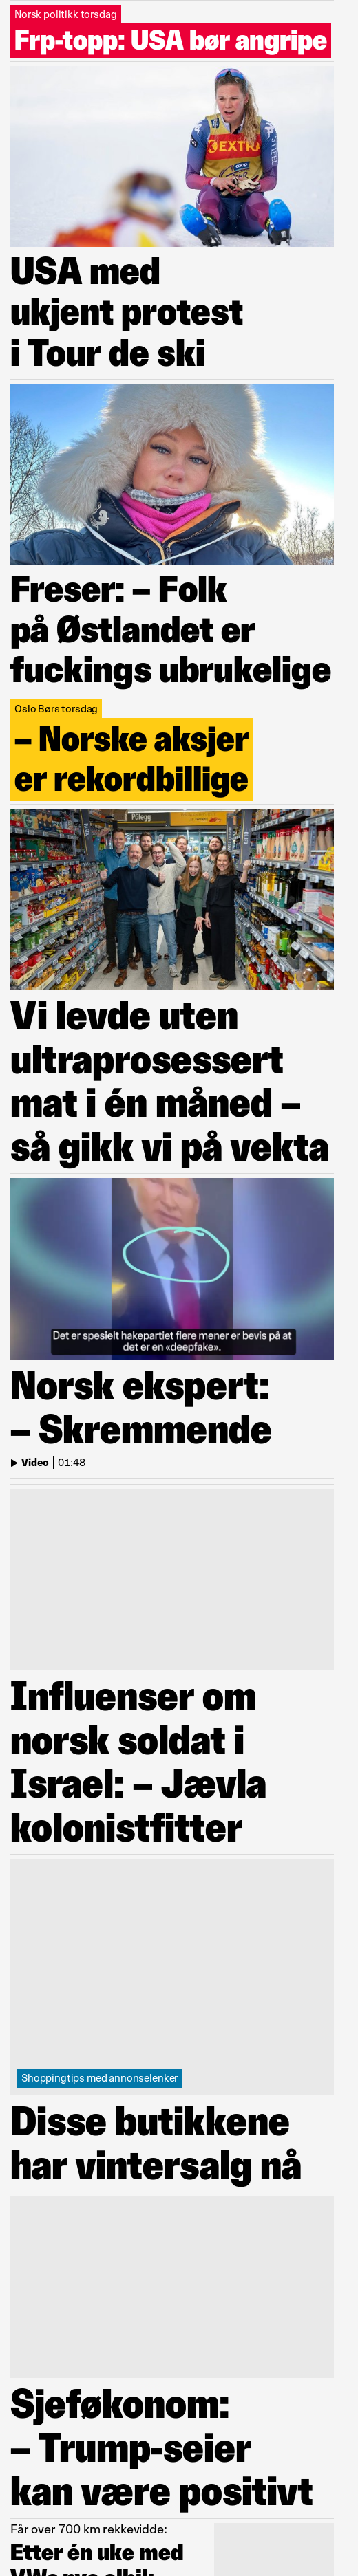 Norsk politikk torsdag
Frp-topp: USA bør angripe
EXTRA
USA med
ukjent protest
i Tour de ski
Freser: – Folk
på Østlandet er
fuckings ubrukelige
Oslo Børs torsdag
– Norske aksjer
er rekordbillige
Pålegg
Vi levde uten
ultraprosessert
mat i én måned –
så gikk vi på vekta
Det er spesielt hakepartiet flere mener er bevis på at
det er en «deepfake».
Norsk ekspert:
– Skremmende
Video | 01:48
Influenser om
norsk soldat i
Israel: – Jævla
kolonistfitter
Shoppingtips med annonselenker
Disse butikkene
har vintersalg nå
Sjeføkonom:
– Trump-seier
kan være positivt
Får over 700 km rekkevidde:
Etter én uke med